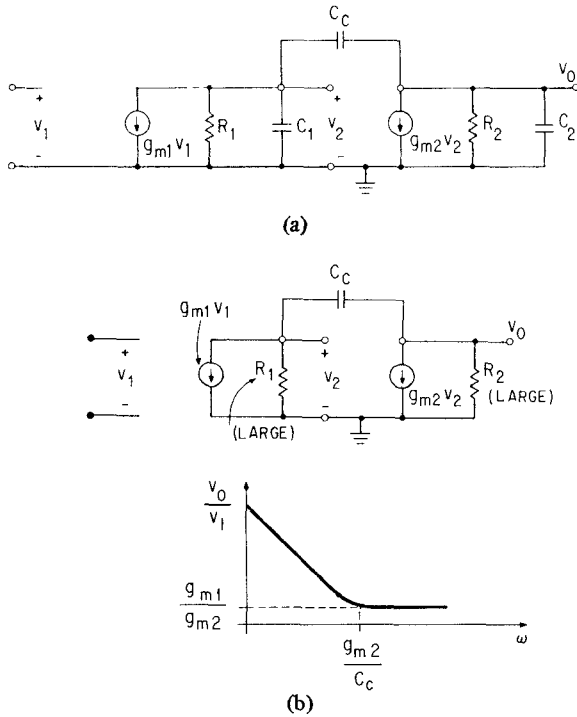 C_C
V_O
+
V_1
-
g_m1 V_1
R_1
C_1
+
V_2
-
g_m2 V_2
R_2
C_2
(a)
C_C
g_m1 V_1
V_O
+
V_1
-
R_1
(LARGE)
+
V_2
-
g_m2 V_2
R_2
(LARGE)
V_O
V_1
g_m1
g_m2
g_m2
C_C
ω
(b)